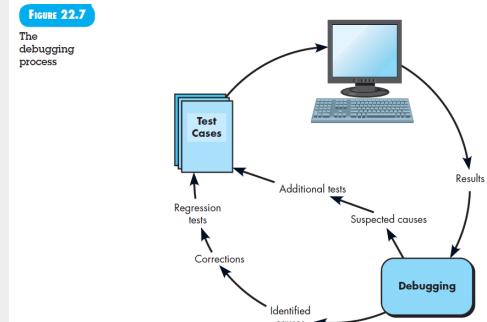 FIGURE 22.7
The
debugging
process
Test
Cases
Results
Additional tests
Suspected causes
Regression
tests
Corrections
Debugging
Identified